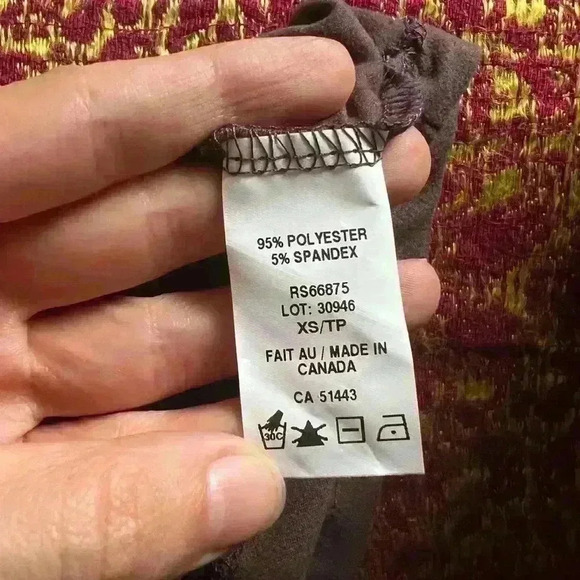 95% POLYESTER
5% SPANDEX
RS66875
LOT: 30946
XS/TP
FAIT AU / MADE IN
CANADA
CA 51443
30C